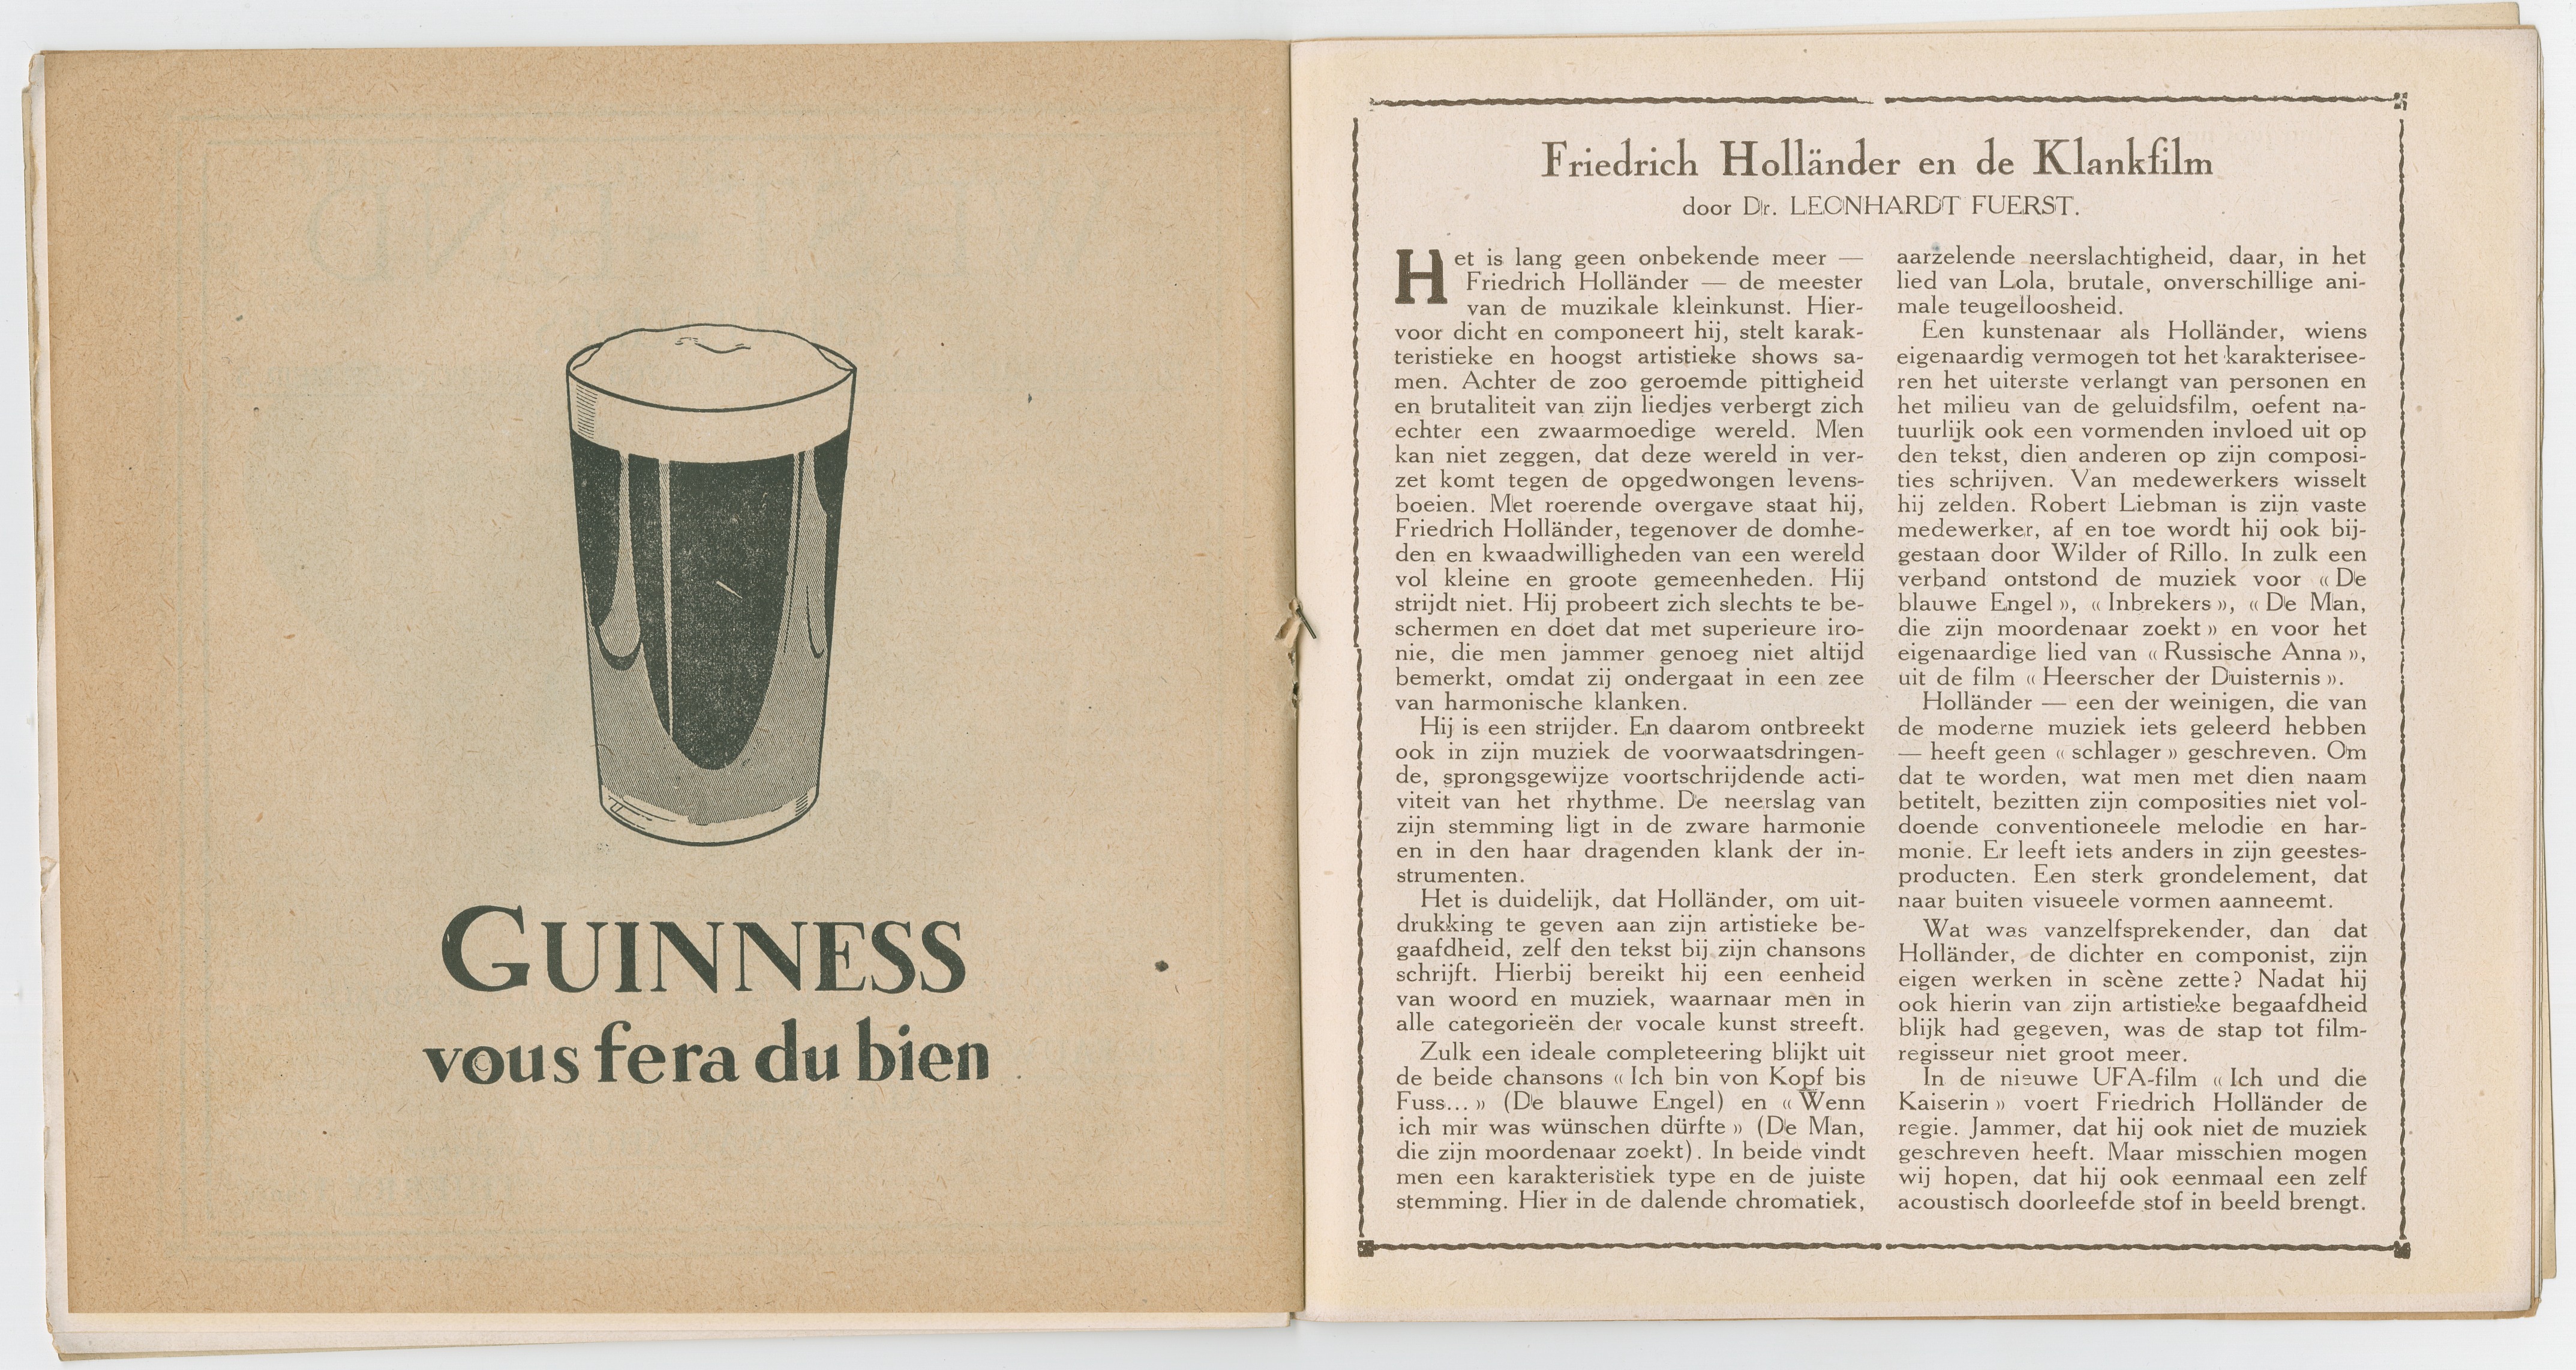 GUINNESS
vous fera du bien
Friedrich Holländer en de Klankfilm
door Dr. LEONHARDT FUERST.
Het is lang geen onbekende meer —
Friedrich Holländer — de meester
van de muzikale kleinkunst. Hier-
voor dicht en componeert hij, stelt karak-
teristieke en hoogst artistieke shows sa-
men. Achter de zoo geroemde pittigheid
en brutaliteit van zijn liedjes verbergt zich
echter een zwaarmoedige wereld. Men
kan niet zeggen, dat deze wereld in ver-
zet komt tegen de opgedwongen levens-
boeien. Met roerende overgave staat hij,
Friedrich Holländer, tegenover de domhe-
den en kwaadwilligheden van een wereld
vol kleine en groote gemeenheden. Hij
strijdt niet. Hij probeert zich slechts te be-
schermen en doet dat met superieure iro-
nie, die men jammer genoeg niet altijd
bemerkt, omdat zij ondergaat in een zee
van harmonische klanken.
Hij is een strijder. En daarom ontbreekt
ook in zijn muziek de voorwaatsdringen-
de, sprongsgewijze voortschrijdende acti-
viteit van het rhythme. De neerslag van
zijn stemming ligt in de zware harmonie
en in den haar dragenden klank der in-
strumenten.
Het is duidelijk, dat Holländer, om uit-
drukking te geven aan zijn artistieke be-
gaafdheid, zelf den tekst bij zijn chansons
schrijft. Hierbij bereikt hij een eenheid
van woord en muziek, waarnaar men in
alle categorieën der vocale kunst streeft.
Zulk een ideale completeering blijkt uit
de beide chansons « Ich bin von Kopf bis
Fuss... » (De blauwe Engel) en « Wenn
ich mir was wünschen dürfte » (De Man,
die zijn moordenaar zoekt). In beide vindt
men een karakteristiek type en de juiste
stemming. Hier in de dalende chromatiek,
aarzelende neerslachtigheid, daar, in het
lied van Lola, brutale, onverschillige ani-
male teugelloosheid.
Een kunstenaar als Holländer, wiens
eigenaardig vermogen tot het karakterisee-
ren het uiterste verlangt van personen en
het milieu van de geluidsfilm, oefent na-
tuurlijk ook een vormenden invloed uit op
den tekst, dien anderen op zijn composi-
ties schrijven. Van medewerkers wisselt
hij zelden. Robert Liebman is zijn vaste
medewerker, af en toe wordt hij ook bij-
gestaan door Wilder of Rillo. In zulk een
verband ontstond de muziek voor « De
blauwe Engel », « Inbrekers », « De Man,
die zijn moordenaar zoekt » en voor het
eigenaardige lied van « Russische Anna »,
uit de film « Heerscher der Duisternis ».
Holländer — een der weinigen, die van
de moderne muziek iets geleerd hebben
— heeft geen « schlager » geschreven. Om
dat te worden, wat men met dien naam
betitelt, bezitten zijn composities niet vol-
doende conventioneele melodie en har-
monie. Er leeft iets anders in zijn geestes-
producten. Een sterk grondelement, dat
naar buiten visueele vormen aanneemt.
Wat was vanzelfsprekender, dan dat
Holländer, de dichter en componist, zijn
eigen werken in scène zette? Nadat hij
ook hierin van zijn artistieke begaafdheid
blijk had gegeven, was de stap tot film-
regisseur niet groot meer.
In de nieuwe UFA-film « Ich und die
Kaiserin » voert Friedrich Holländer de
regie. Jammer, dat hij ook niet de muziek
geschreven heeft. Maar misschien mogen
wij hopen, dat hij ook eenmaal een zelf
acoustisch doorleefde stof in beeld brengt.